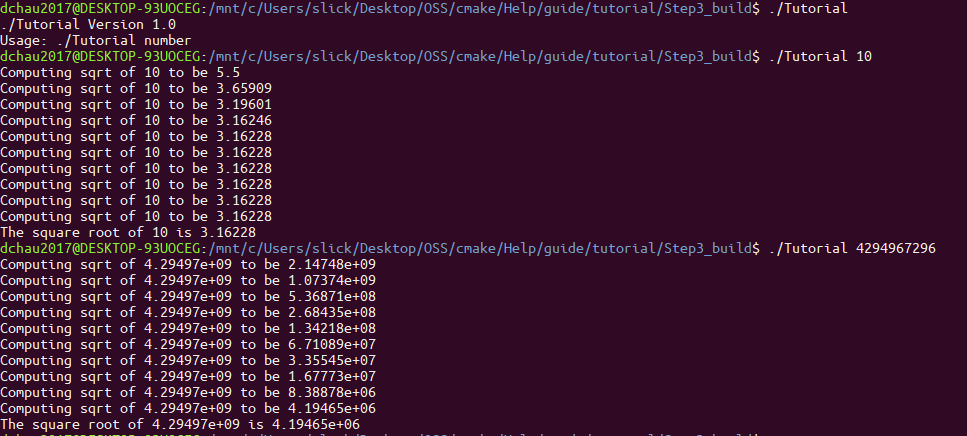 dchau2017@DESKTOP-93UOCEG:/mnt/c/Users/slick/Desktop/OSS/cmake/Help/guide/tutorial/Step3_build$ ./Tutorial
./Tutorial Version 1.0
Usage: ./Tutorial number
dchau2017@DESKTOP-93UOCEG:/mnt/c/Users/slick/Desktop/OSS/cmake/Help/guide/tutorial/Step3_build$ ./Tutorial 10
Computing sqrt of 10 to be 5.5
Computing sqrt of 10 to be 3.65909
Computing sqrt of 10 to be 3.19601
Computing sqrt of 10 to be 3.16246
Computing sqrt of 10 to be 3.16228
Computing sqrt of 10 to be 3.16228
Computing sqrt of 10 to be 3.16228
Computing sqrt of 10 to be 3.16228
Computing sqrt of 10 to be 3.16228
Computing sqrt of 10 to be 3.16228
The square root of 10 is 3.16228
dchau2017@DESKTOP-93UOCEG:/mnt/c/Users/slick/Desktop/OSS/cmake/Help/guide/tutorial/Step3_build$ ./Tutorial 4294967296
Computing sqrt of 4.29497e+09 to be 2.14748e+09
Computing sqrt of 4.29497e+09 to be 1.07374e+09
Computing sqrt of 4.29497e+09 to be 5.36871e+08
Computing sqrt of 4.29497e+09 to be 2.68435e+08
Computing sqrt of 4.29497e+09 to be 1.34218e+08
Computing sqrt of 4.29497e+09 to be 6.71089e+07
Computing sqrt of 4.29497e+09 to be 3.35545e+07
Computing sqrt of 4.29497e+09 to be 1.67773e+07
Computing sqrt of 4.29497e+09 to be 8.38878e+06
Computing sqrt of 4.29497e+09 to be 4.19465e+06
The square root of 4.29497e+09 is 4.19465e+06